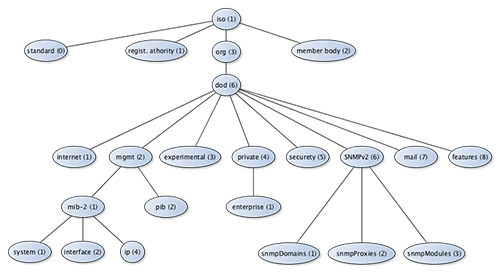 iso (1)
standard (0)
regist. athority (1)
org (3)
member body (2)
dod (6)
internet (1)
mgmt (2)
experimental (3)
private (4)
securety (5)
SNMPv2 (6)
mail (7)
features (8)
mib-2 (1)
pib (2)
enterprise (1)
system (1)
interface (2)
ip (4)
snmpDomains (1)
snmpProxies (2)
snmpModules (3)